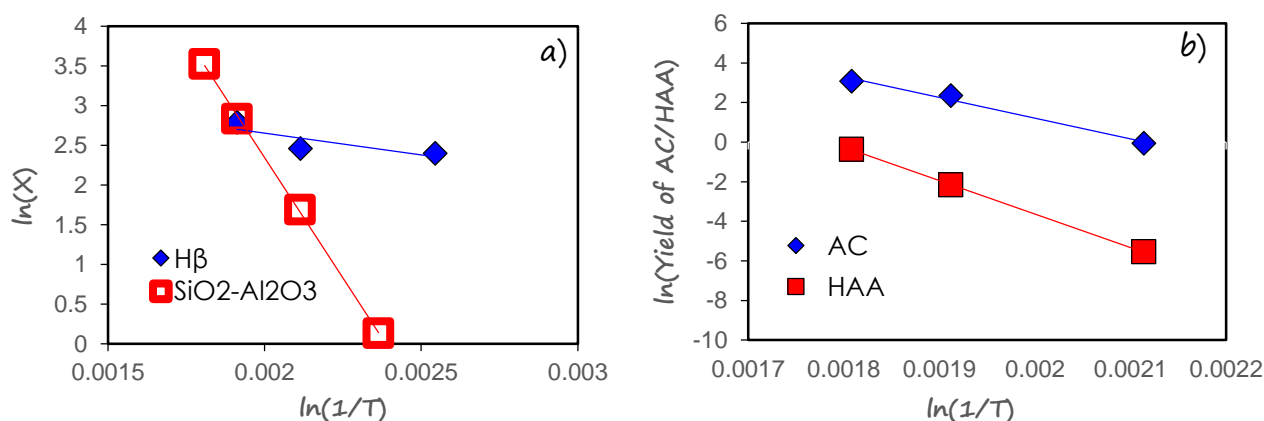 a)
4
3.5
3
2.5
2
1.5
1
0.5
0
ln(X)
Hβ
SiO2-Al2O3
0.0015 0.002 0.0025 0.003
ln(1/T)
b)
6
4
2
0
-2
-4
-6
-8
-10
ln(Yield of AC/HAA)
AC
HAA
0.0017 0.0018 0.0019 0.002 0.0021 0.0022
ln(1/T)